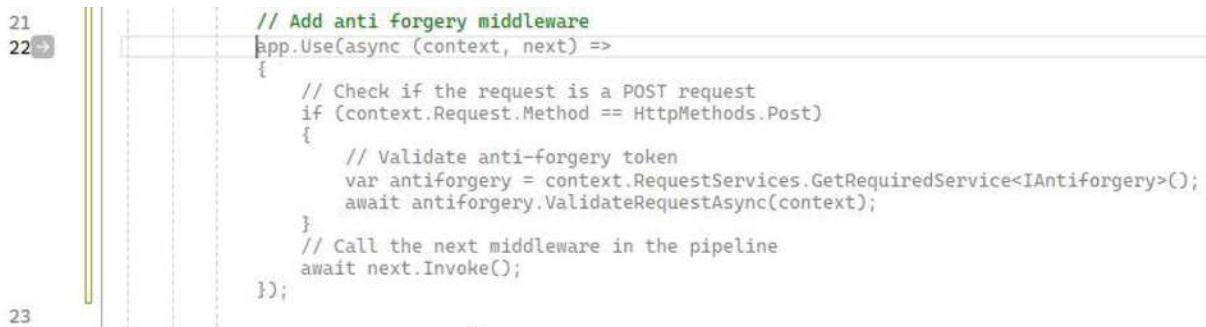 21 // Add anti forgery middleware
22 app.Use(async (context, next) =>
{
// Check if the request is a POST request
if (context.Request.Method == HttpMethods.Post)
{
// Validate anti-forgery token
var antiforgery = context.RequestServices.GetRequiredService<IAntiforgery>();
await antiforgery.ValidateRequestAsync(context);
}
// Call the next middleware in the pipeline
await next.Invoke();
});
23